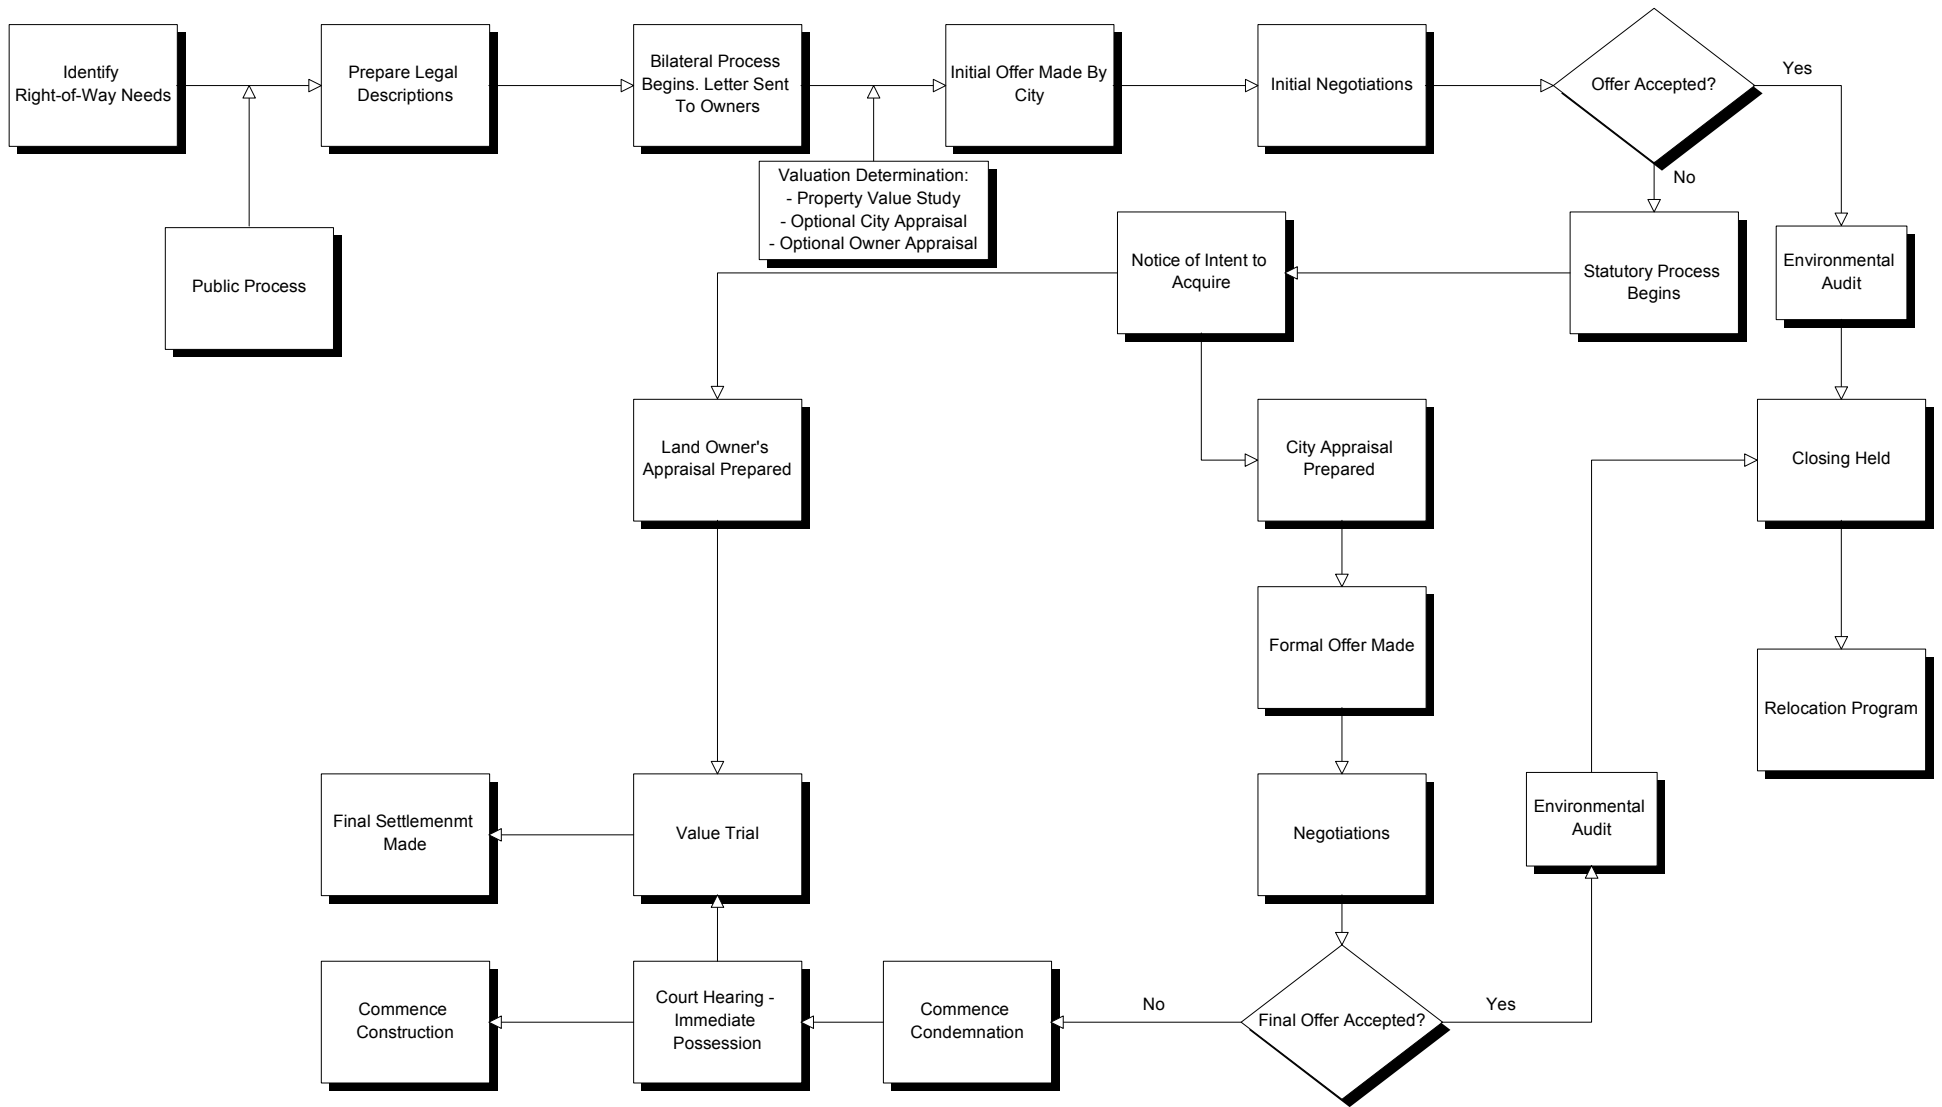 Identify
Right-of-Way Needs
Prepare Legal
Descriptions
Bilateral Process
Begins. Letter Sent
To Owners
Initial Offer Made By
City
Initial Negotiations
Offer Accepted?
Yes
No
Valuation Determination:
- Property Value Study
- Optional City Appraisal
- Optional Owner Appraisal
Public Process
Notice of Intent to
Acquire
Statutory Process
Begins
Environmental
Audit
Land Owner's
Appraisal Prepared
City Appraisal
Prepared
Closing Held
Formal Offer Made
Relocation Program
Final Settlemenmt
Made
Value Trial
Negotiations
Environmental
Audit
Commence
Construction
Court Hearing -
Immediate
Possession
Commence
Condemnation
No
Final Offer Accepted?
Yes